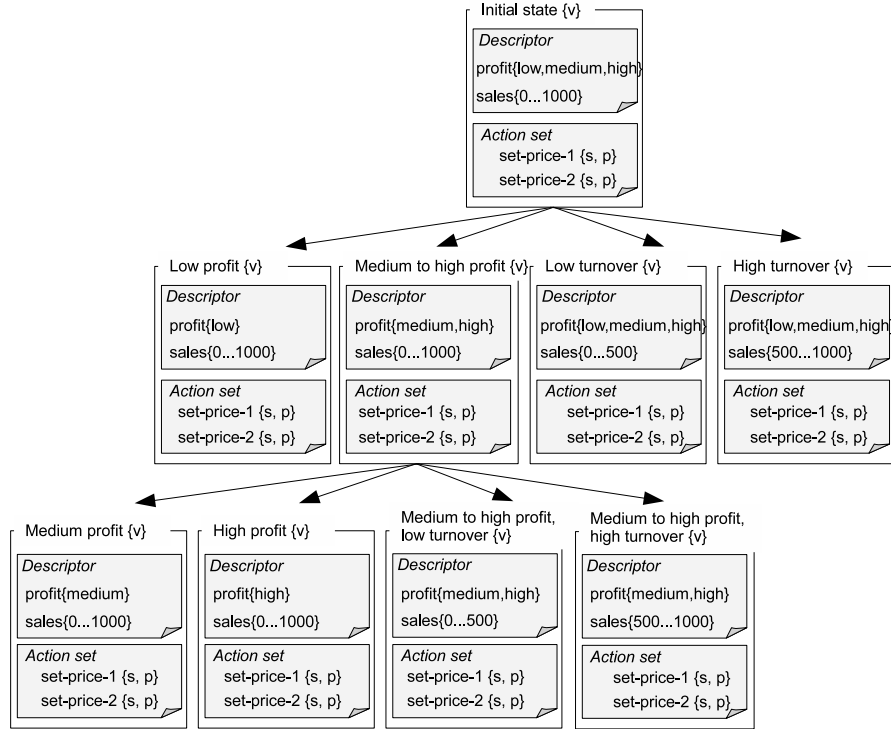 Initial state {v}
Descriptor
profit{low,medium,high}
sales{0...1000}
Action set
set-price-1 {s, p}
set-price-2 {s, p}
Low profit {v}
Descriptor
profit{low}
sales{0...1000}
Action set
set-price-1 {s, p}
set-price-2 {s, p}
Medium to high profit {v}
Descriptor
profit{medium,high}
sales{0...1000}
Action set
set-price-1 {s, p}
set-price-2 {s, p}
Low turnover {v}
Descriptor
profit{low,medium,high}
sales{0...500}
Action set
set-price-1 {s, p}
set-price-2 {s, p}
High turnover {v}
Descriptor
profit{low,medium,high}
sales{500...1000}
Action set
set-price-1 {s, p}
set-price-2 {s, p}
Medium profit {v}
Descriptor
profit{medium}
sales{0...1000}
Action set
set-price-1 {s, p}
set-price-2 {s, p}
High profit {v}
Descriptor
profit{high}
sales{0...1000}
Action set
set-price-1 {s, p}
set-price-2 {s, p}
Medium to high profit,
low turnover {v}
Descriptor
profit{medium,high}
sales{0...500}
Action set
set-price-1 {s, p}
set-price-2 {s, p}
Medium to high profit,
high turnover {v}
Descriptor
profit{medium,high}
sales{500...1000}
Action set
set-price-1 {s, p}
set-price-2 {s, p}